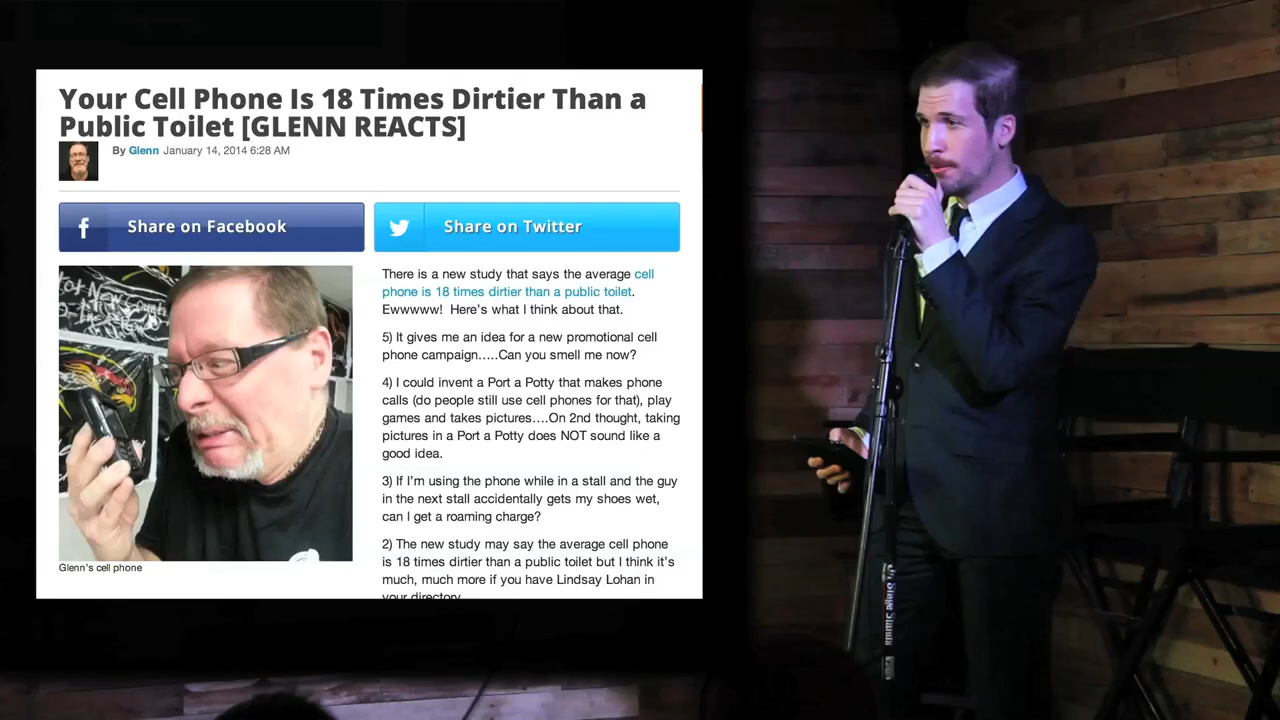 Your Cell Phone Is 18 Times Dirtier Than a
Public Toilet [GLENN REACTS]
By Glenn January 14, 2014 6:28 AM
Share on Facebook
Share on Twitter
There is a new study that says the average cell
phone is 18 times dirtier than a public toilet.
Ewwwww! Here's what I think about that.
5) It gives me an idea for a new promotional cell
phone campaign.....Can you smell me now?
4) I could invent a Port a Potty that makes phone
calls (do people still use cell phones for that), play
games and takes pictures....On 2nd thought, taking
pictures in a Port a Potty does NOT sound like a
good idea.
3) If I'm using the phone while in a stall and the guy
in the next stall accidentally gets my shoes wet,
can I get a roaming charge?
2) The new study may say the average cell phone
is 18 times dirtier than a public toilet but I think it's
much, much more if you have Lindsay Lohan in
your directory
Glenn's cell phone
On Stage Stands